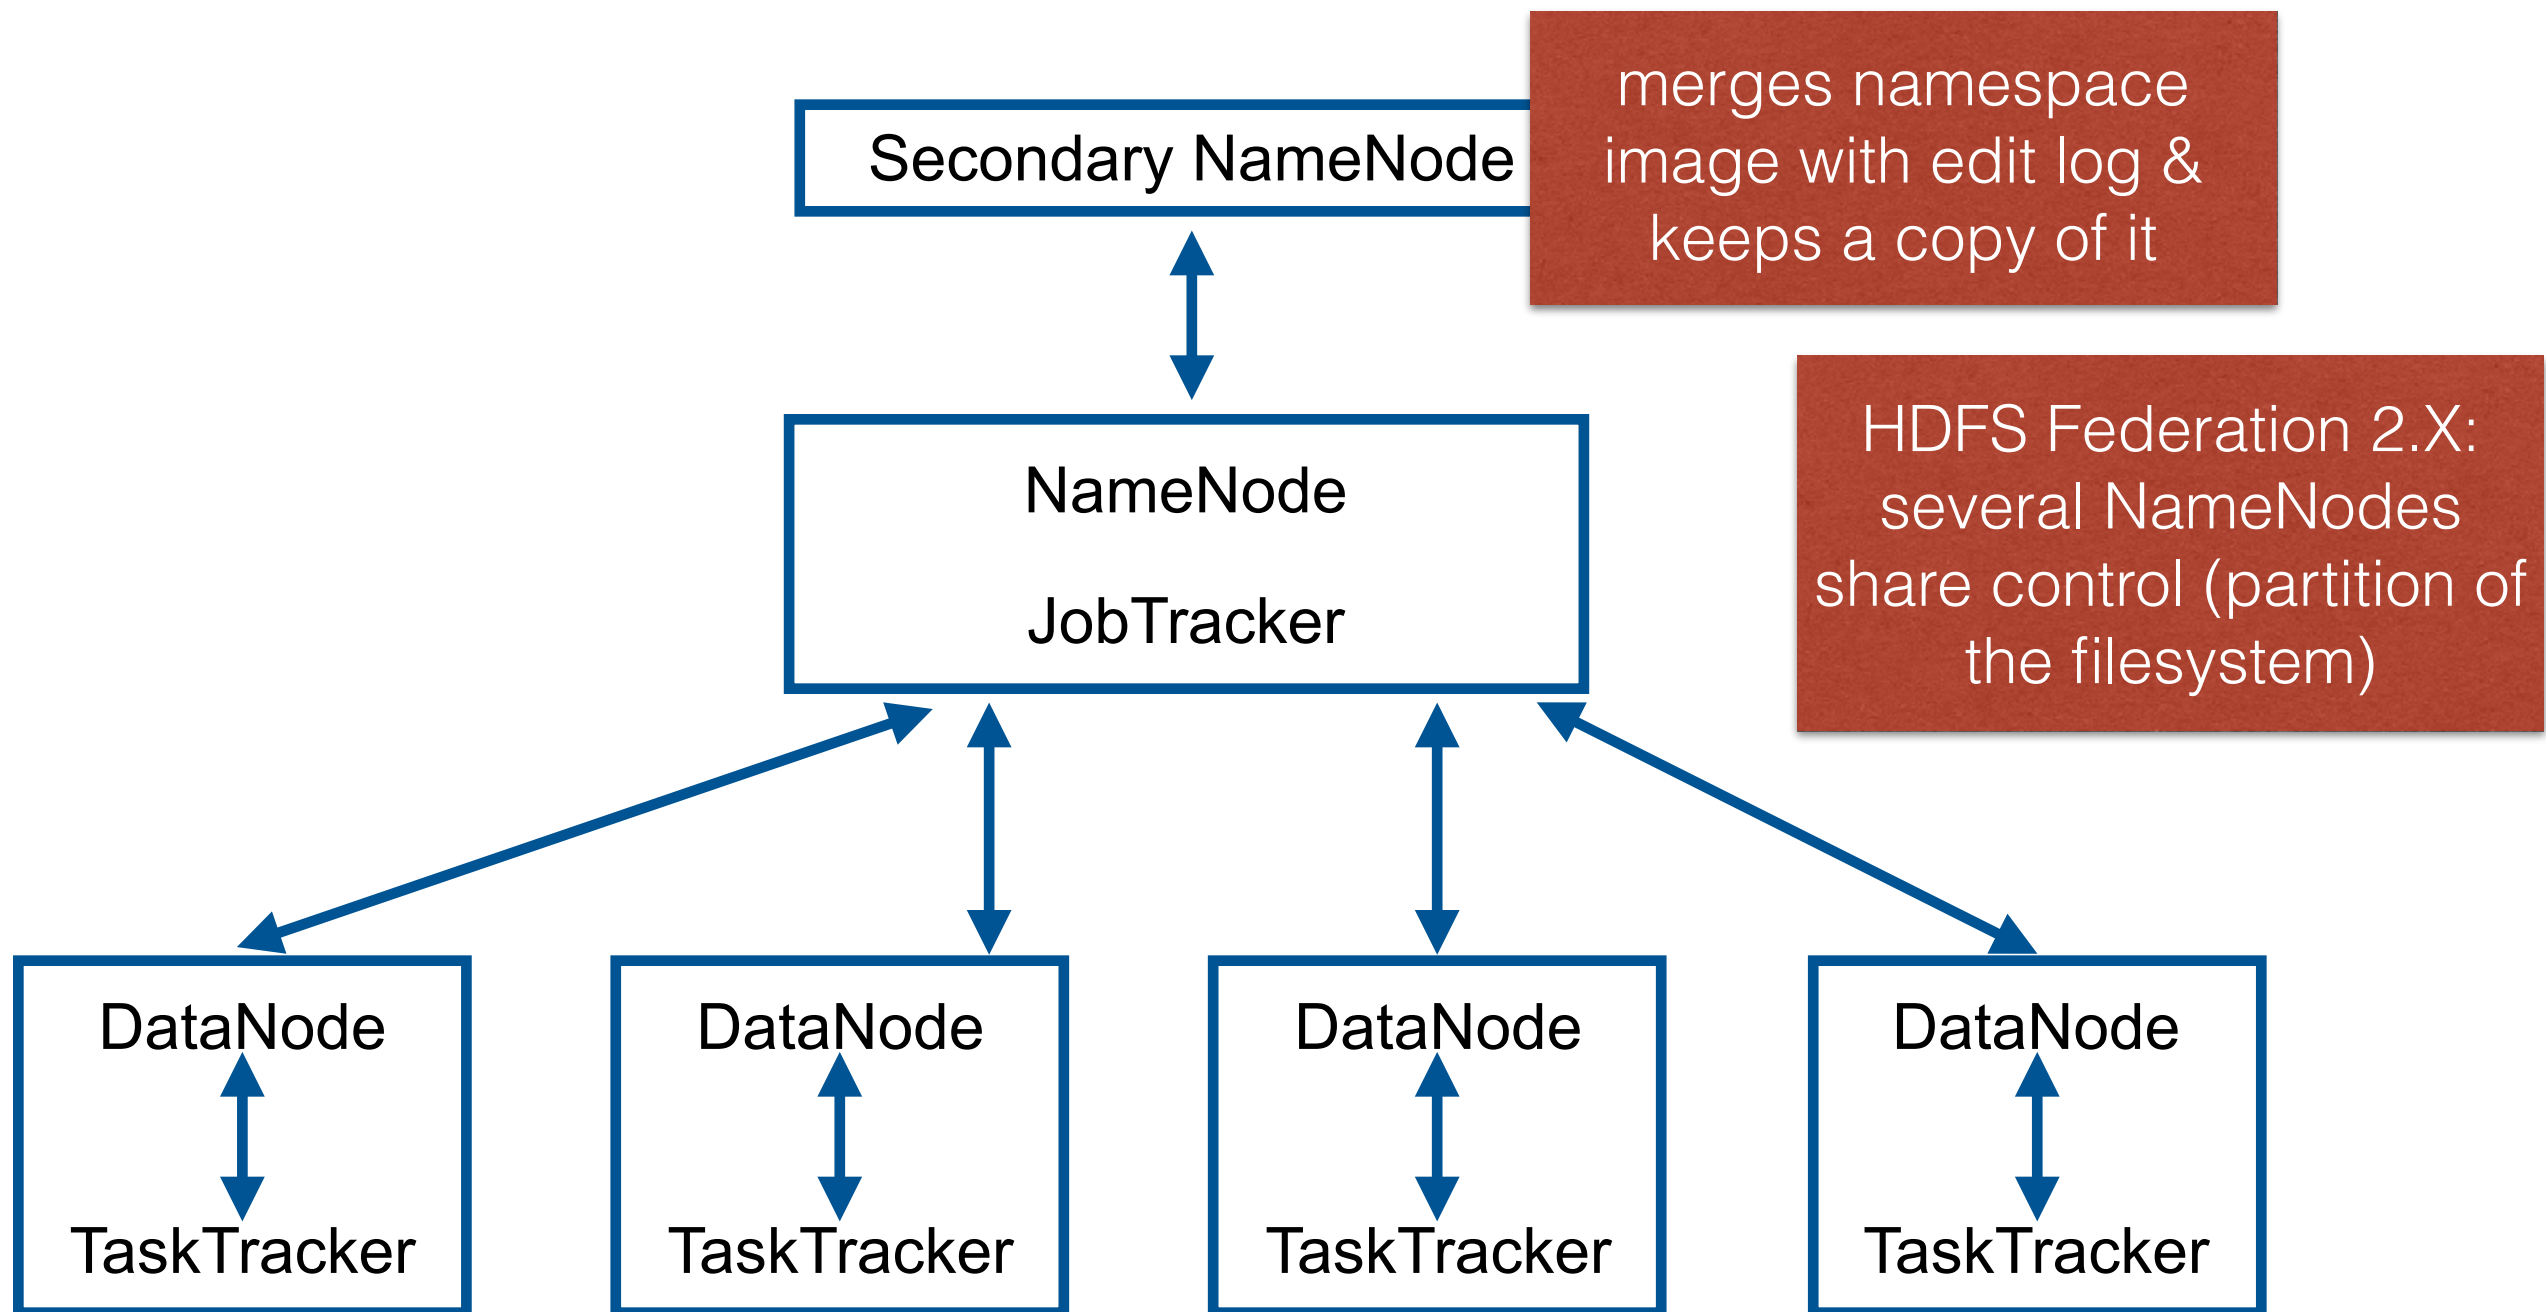 Secondary NameNode
merges namespace
image with edit log &
keeps a copy of it
NameNode
JobTracker
HDFS Federation 2.X:
several NameNodes
share control (partition of
the filesystem)
DataNode
TaskTracker
DataNode
TaskTracker
DataNode
TaskTracker
DataNode
TaskTracker